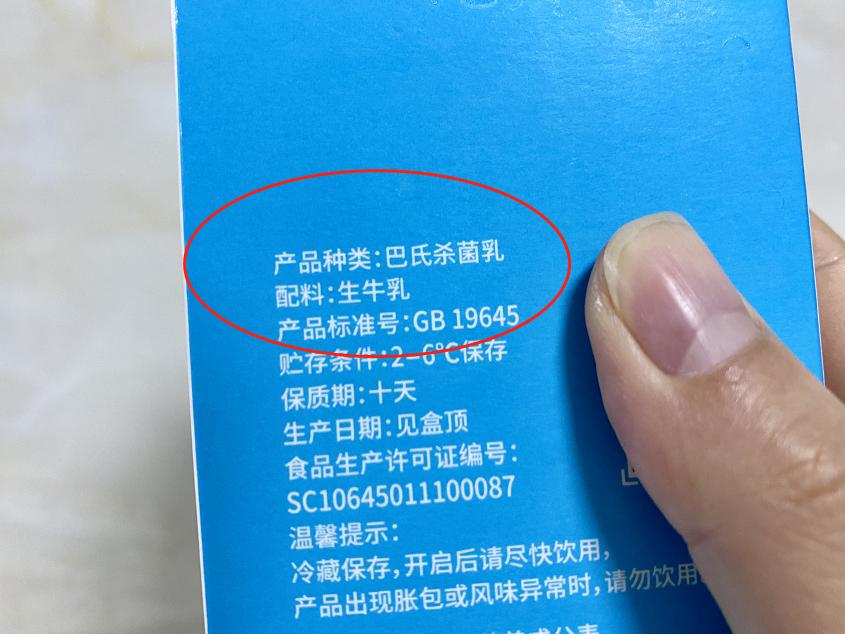 产品种类:巴氏杀菌乳
配料:生牛乳
产品标准号:GB 19645
贮存条件:2-6℃保存
保质期:十天
生产日期:见盒顶
食品生产许可证编号:
SC10645011100087
温馨提示:
冷藏保存,开启后请尽快饮用,
产品出现胀包或风味异常时,请勿饮用